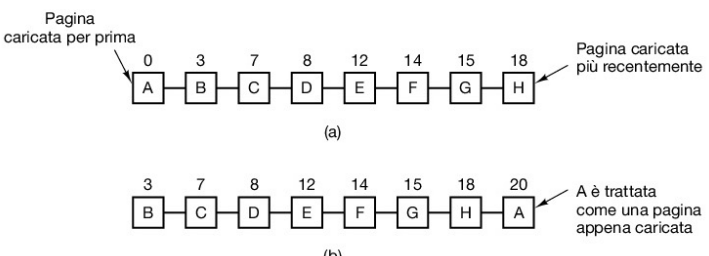 Pagina
caricata per prima
0 3 7 8 12 14 15 18
A B C D E F G H
Pagina caricata
più recentemente
(a)
3 7 8 12 14 15 18 20
B C D E F G H A
A è trattata
come una pagina
appena caricata
(b)